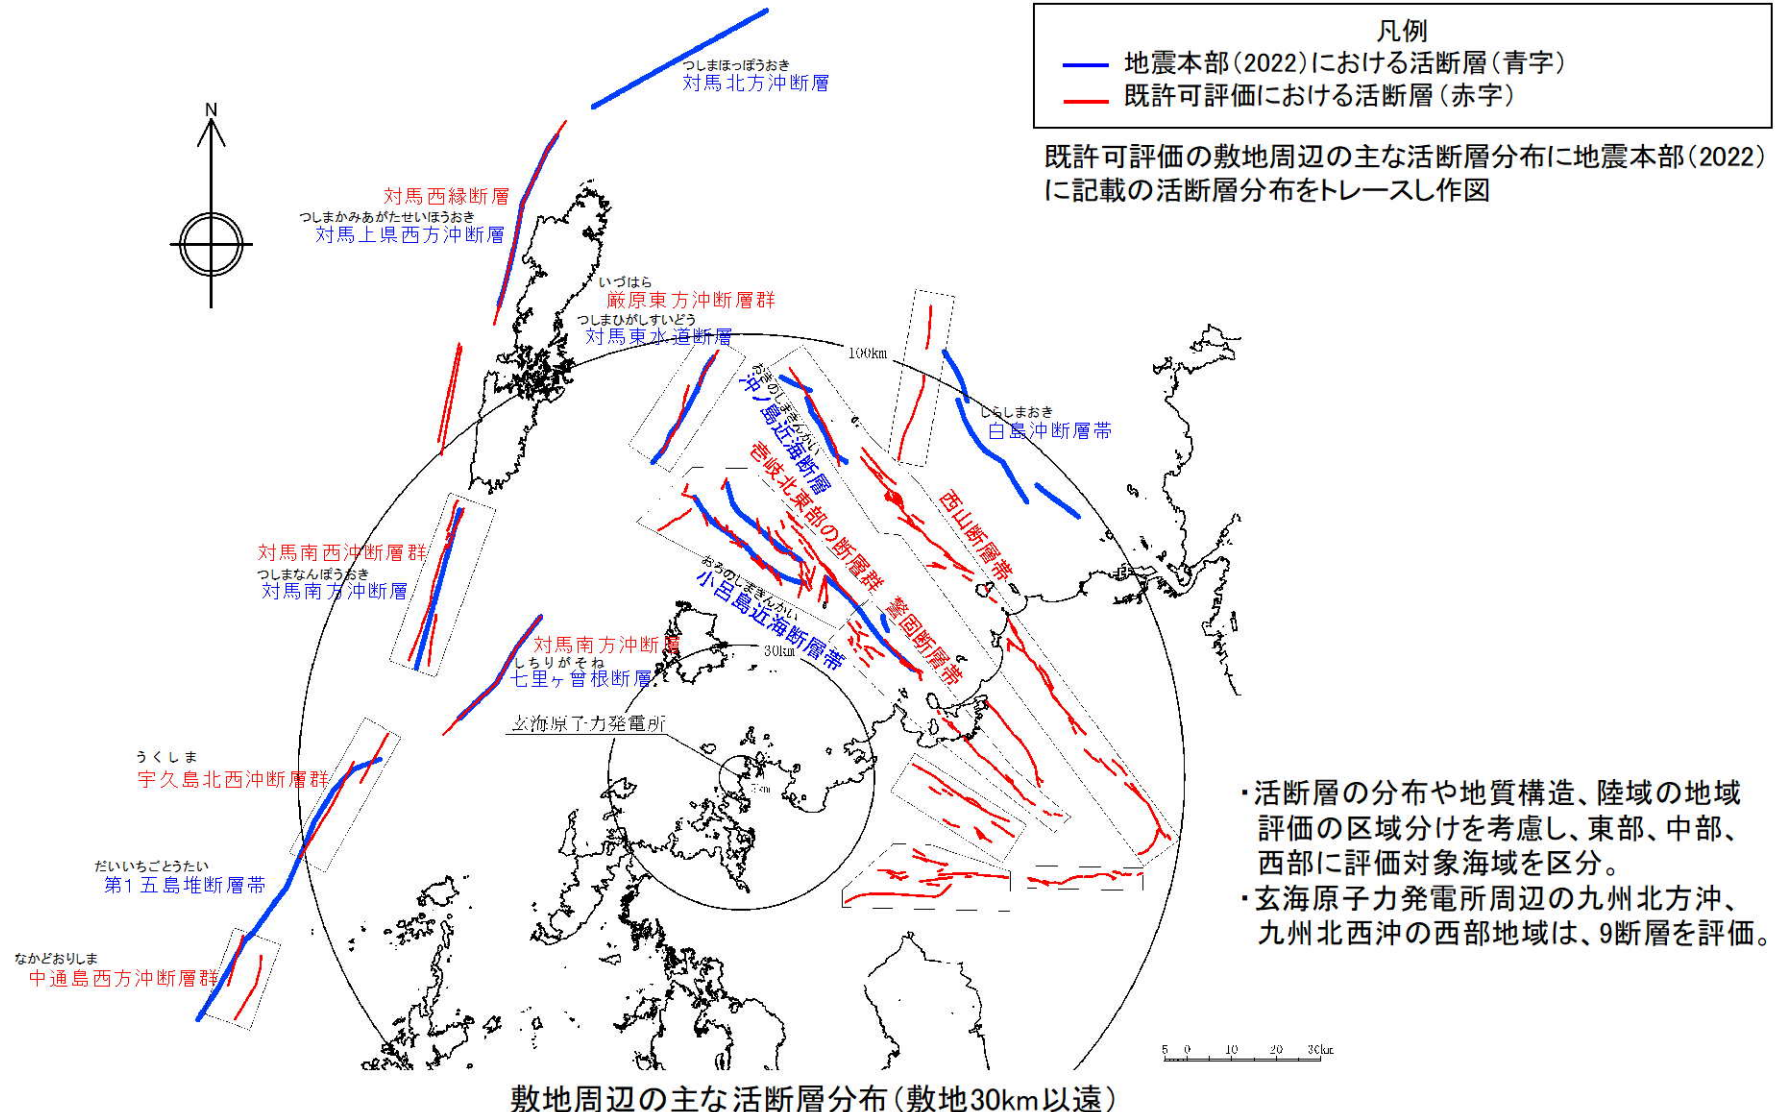 凡例
地震本部（2022）における活断層（青字）
既許可評価における活断層（赤字）
既許可評価の敷地周辺の主な活断層分布に地震本部（2022）
に記載の活断層分布をトレースし作図
つしまほっぽうおき
対馬北方沖断層
N
対馬西縁断層
つしまかみあがたせいほうおき
対馬上県西方沖断層
いづはら
厳原東方沖断層群
つしまひがしすいどう
対馬東水道断層
100km
おきのしまきんかい
沖ノ島近海断層
しらしまおき
白島沖断層帯
壱岐北東部の断層群
西山断層帯
対馬南西沖断層群
つしまなんぽうおき
対馬南方沖断層
おろのしまきんかい
小呂島近海断層帯
警固断層帯
対馬南方沖断層
しちりがそね
七里ヶ曾根断層
30km
玄海原子力発電所
5km
うくしま
宇久島北西沖断層群
だいいちごとうたい
第1五島堆断層帯
なかどおりしま
中通島西方沖断層群
・活断層の分布や地質構造、陸域の地域
評価の区域分けを考慮し、東部、中部、
西部に評価対象海域を区分。
・玄海原子力発電所周辺の九州北方沖、
九州北西沖の西部地域は、9断層を評価。
5 0 10 20 30km
敷地周辺の主な活断層分布（敷地30km以遠）